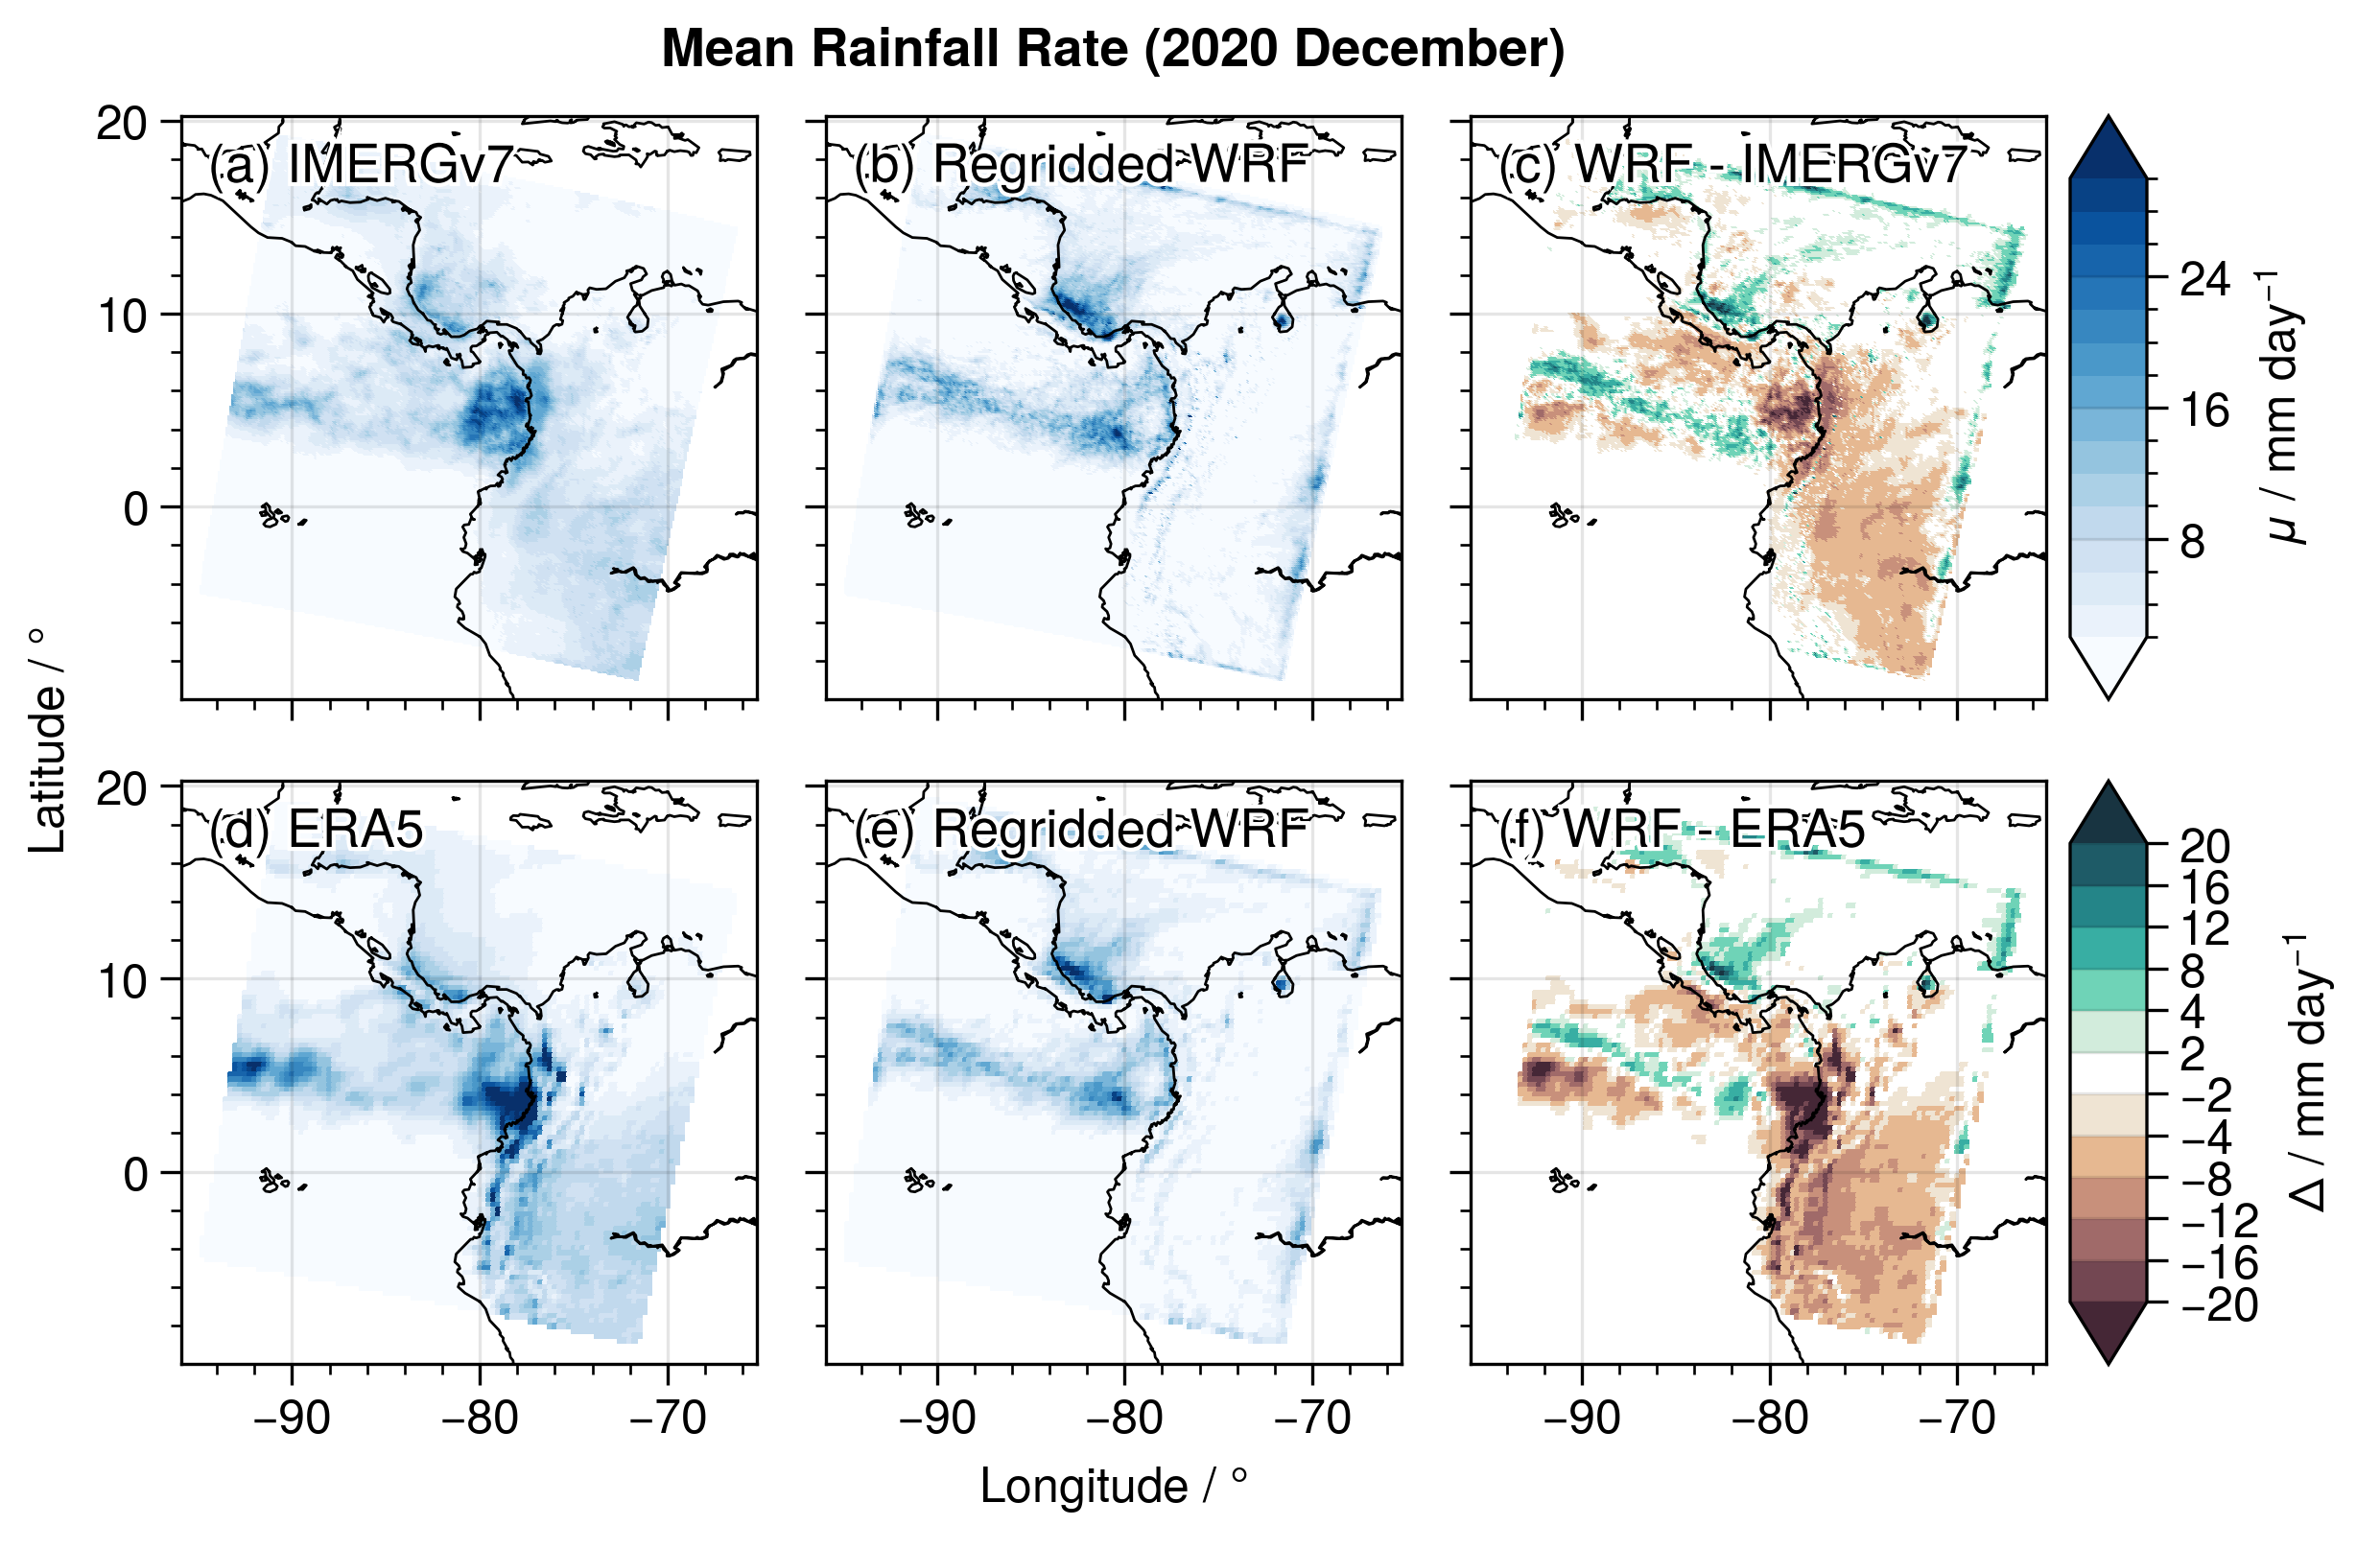 Mean Rainfall Rate (2020 December)
(a) IMERGv7
(b) Regridded WRF
(c) WRF - IMERGv7
20
10
0
24
16
8
μ / mm day⁻¹
Latitude / °
(d) ERA5
(e) Regridded WRF
(f) WRF - ERA5
20
10
0
20
16
12
8
4
2
−2
−4
−8
−12
−16
−20
Δ / mm day⁻¹
−90
−80
−70
−90
−80
−70
−90
−80
−70
Longitude / °